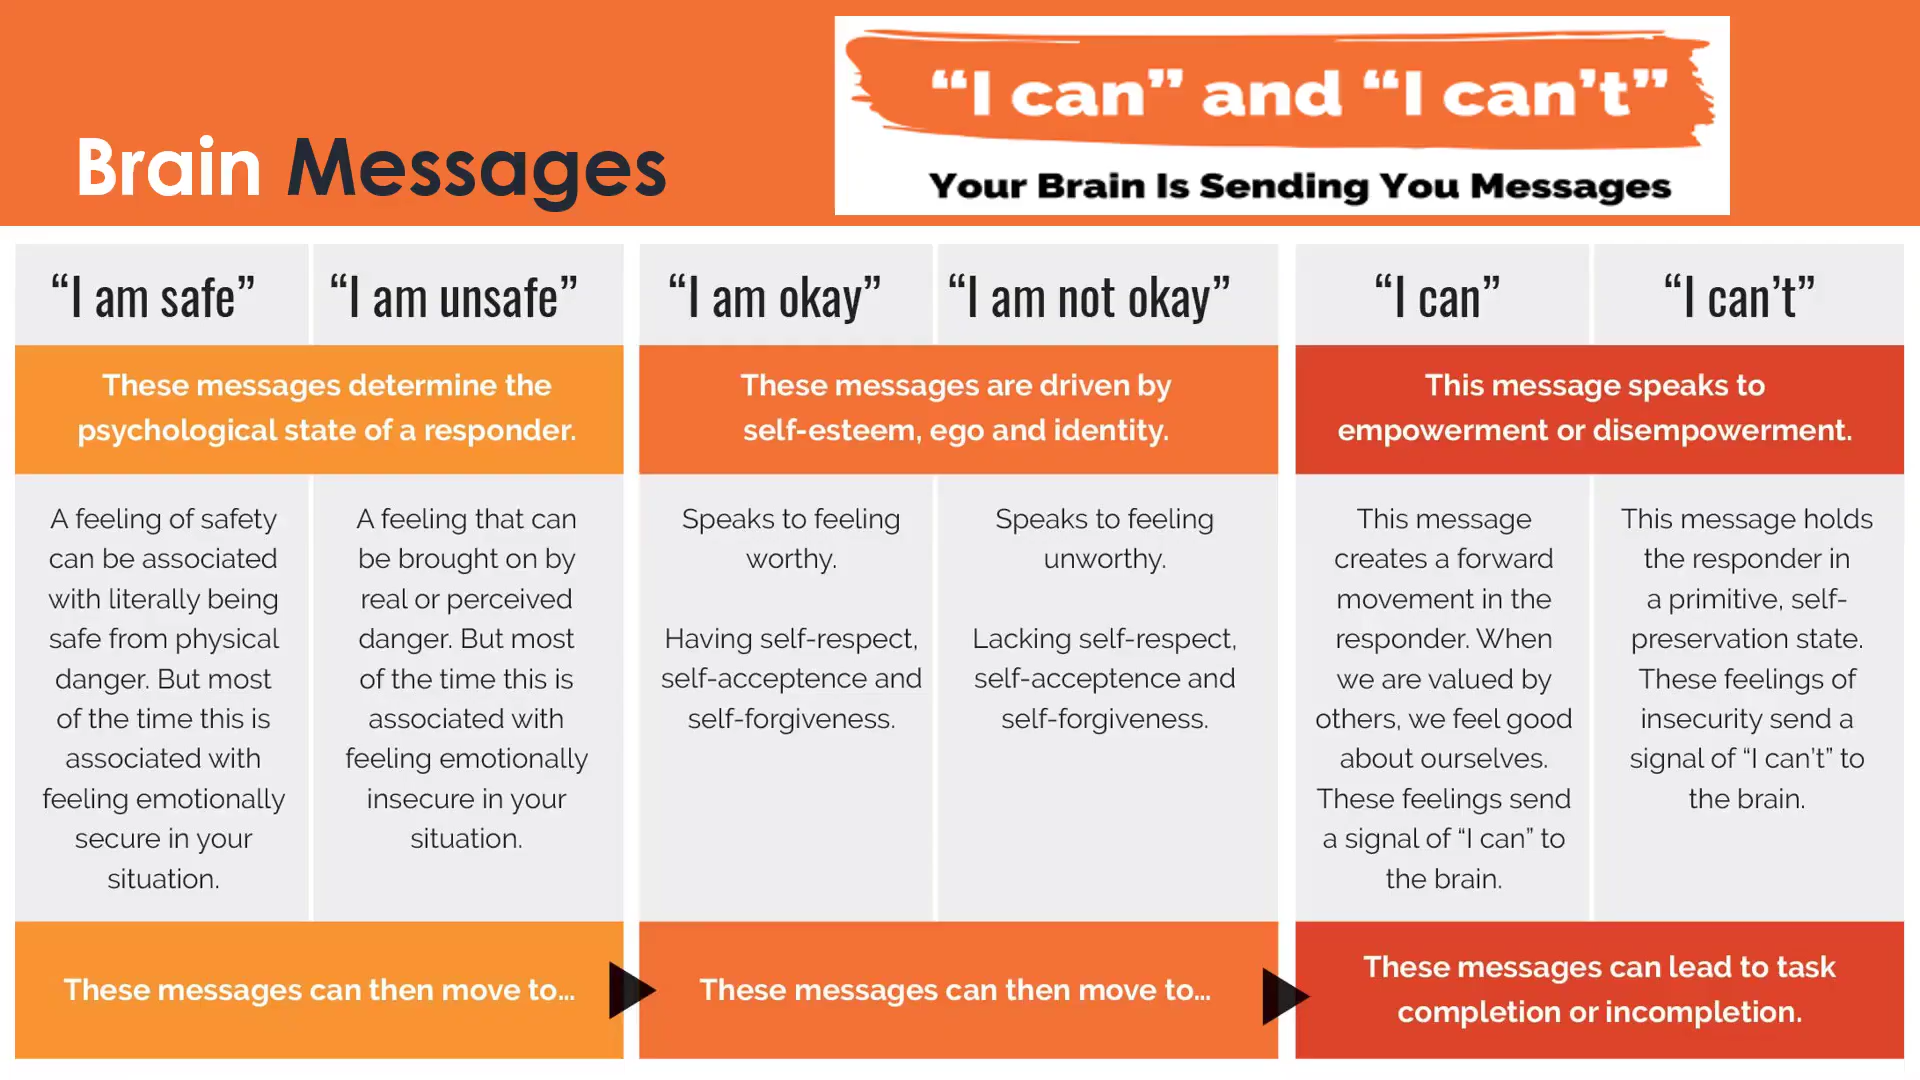 Brain Messages
“I can” and “I can’t”
Your Brain Is Sending You Messages
“I am safe”
“I am unsafe”
These messages determine the
psychological state of a responder.
A feeling of safety
can be associated
with literally being
safe from physical
danger. But most
of the time this is
associated with
feeling emotionally
secure in your
situation.
A feeling that can
be brought on by
real or perceived
danger. But most
of the time this is
associated with
feeling emotionally
insecure in your
situation.
These messages can then move to...
“I am okay”
“I am not okay”
These messages are driven by
self-esteem, ego and identity.
Speaks to feeling
worthy.
Having self-respect,
self-acceptence and
self-forgiveness.
Speaks to feeling
unworthy.
Lacking self-respect,
self-acceptence and
self-forgiveness.
These messages can then move to...
“I can”
“I can’t”
This message speaks to
empowerment or disempowerment.
This message
creates a forward
movement in the
responder. When
we are valued by
others, we feel good
about ourselves.
These feelings send
a signal of “I can” to
the brain.
This message holds
the responder in
a primitive, self-
preservation state.
These feelings of
insecurity send a
signal of “I can’t” to
the brain.
These messages can lead to task
completion or incompletion.